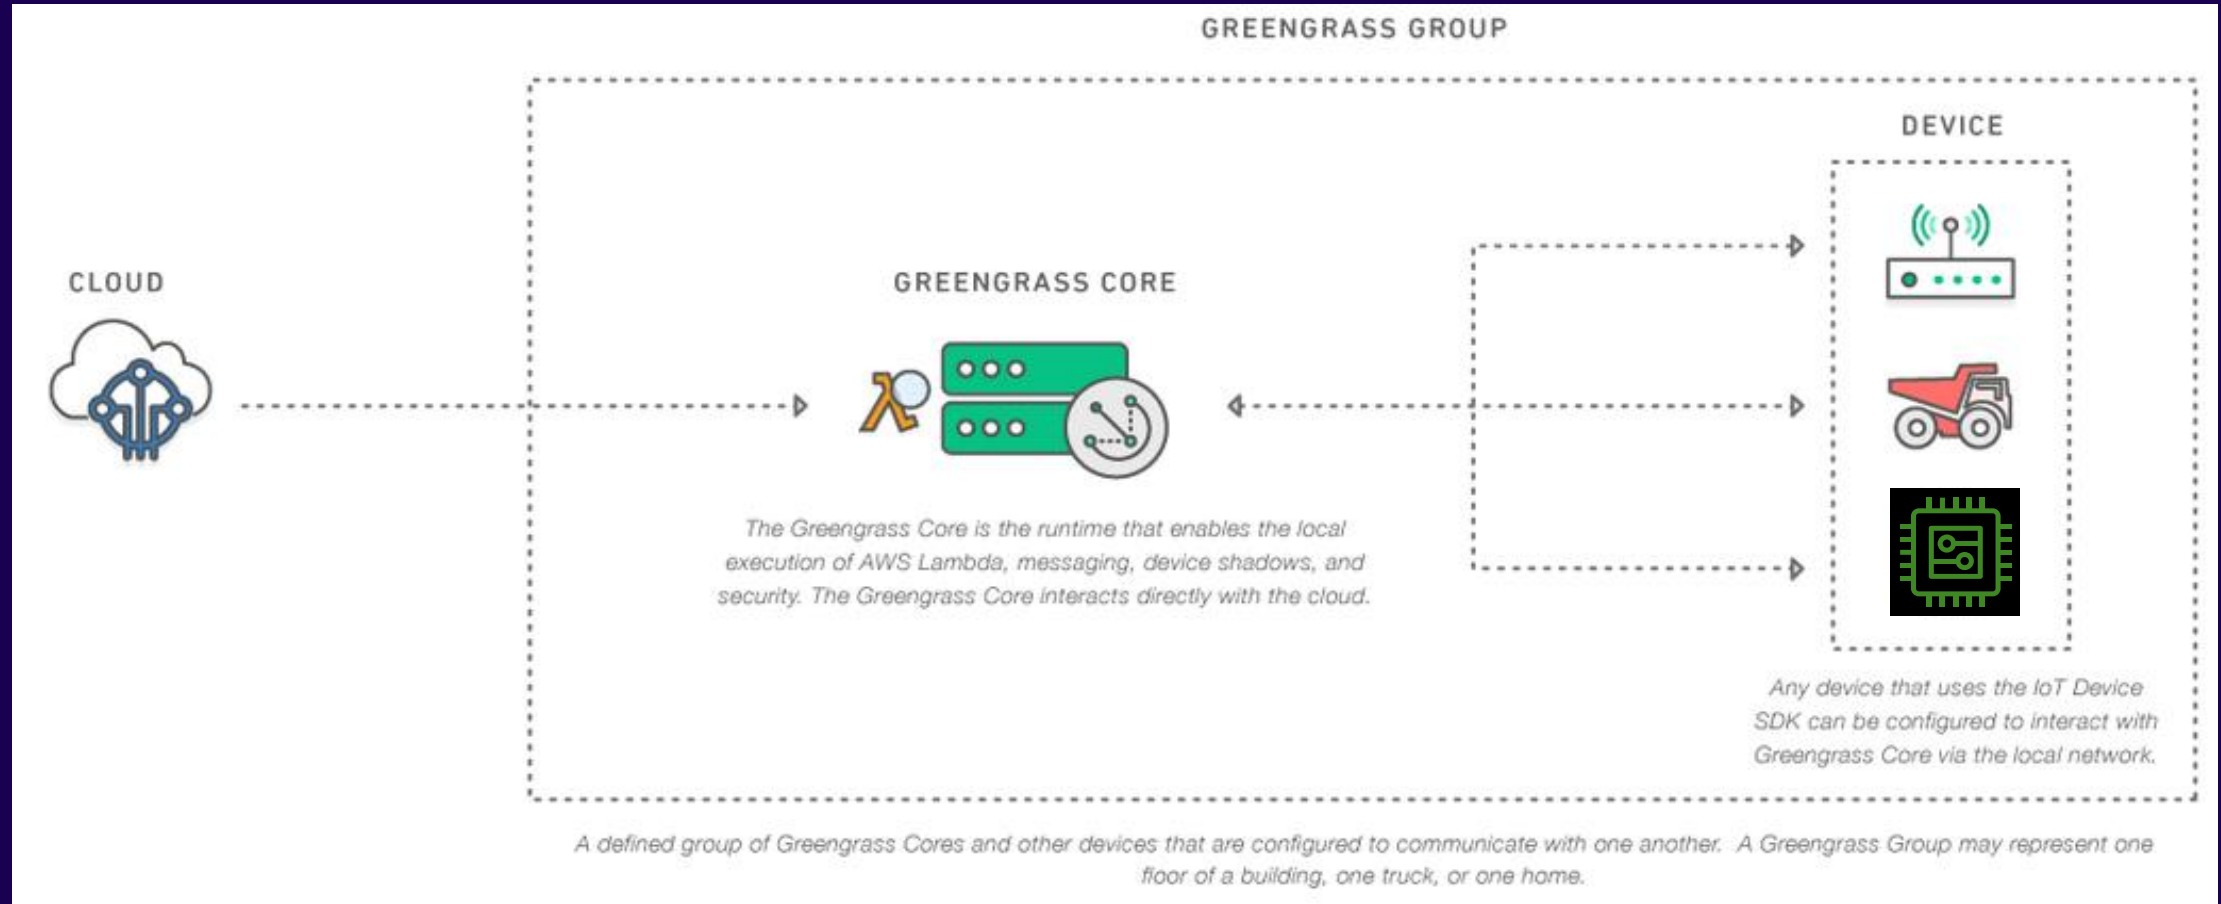 GREENGRASS GROUP
DEVICE
CLOUD
GREENGRASS CORE
The Greengrass Core is the runtime that enables the local
execution of AWS Lambda, messaging, device shadows, and
security. The Greengrass Core interacts directly with the cloud.
Any device that uses the IoT Device
SDK can be configured to interact with
Greengrass Core via the local network.
A defined group of Greengrass Cores and other devices that are configured to communicate with one another. A Greengrass Group may represent one
floor of a building, one truck, or one home.